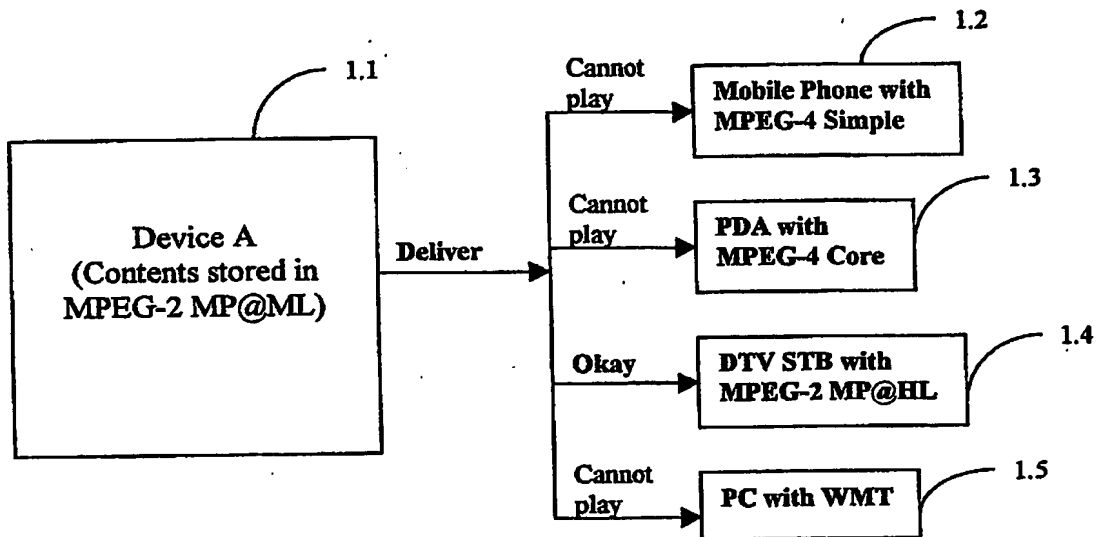 1.1
Device A
(Contents stored in
MPEG-2 MP@ML)
Deliver
Cannot
play
1.2
Mobile Phone with
MPEG-4 Simple
Cannot
play
1.3
PDA with
MPEG-4 Core
Okay
1.4
DTV STB with
MPEG-2 MP@HL
Cannot
play
1.5
PC with WMT